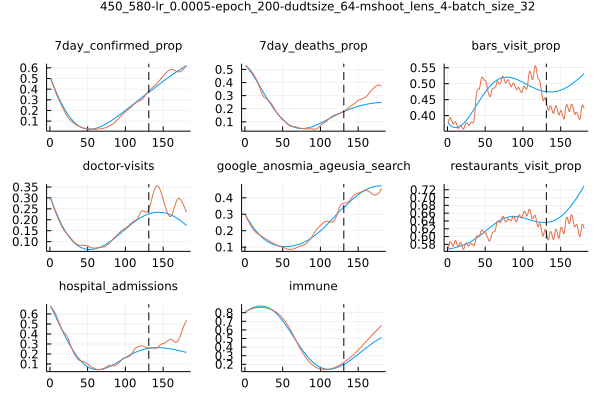 450_580-lr_0.0005-epoch_200-dudtsize_64-mshoot_lens_4-batch_size_32
7day_confirmed_prop 7day_deaths_prop bars_visit_prop
0.6 0.5 0.4 0.3 0.2 0.1
0 50 100 150
0.5 0.4 0.3 0.2 0.1
0 50 100 150
0.55 0.50 0.45 0.40
0 50 100 150
doctor-visits google_anosmia_ageusia_search restaurants_visit_prop
0.35 0.30 0.25 0.20 0.15 0.10
0 50 100 150
0.4 0.3 0.2 0.1
0 50 100 150
0.72 0.70 0.68 0.66 0.64 0.62 0.60 0.58
0 50 100 150
hospital_admissions immune
0.6 0.5 0.4 0.3 0.2 0.1
0 50 100 150
0.8 0.7 0.6 0.5 0.4 0.3 0.2
0 50 100 150